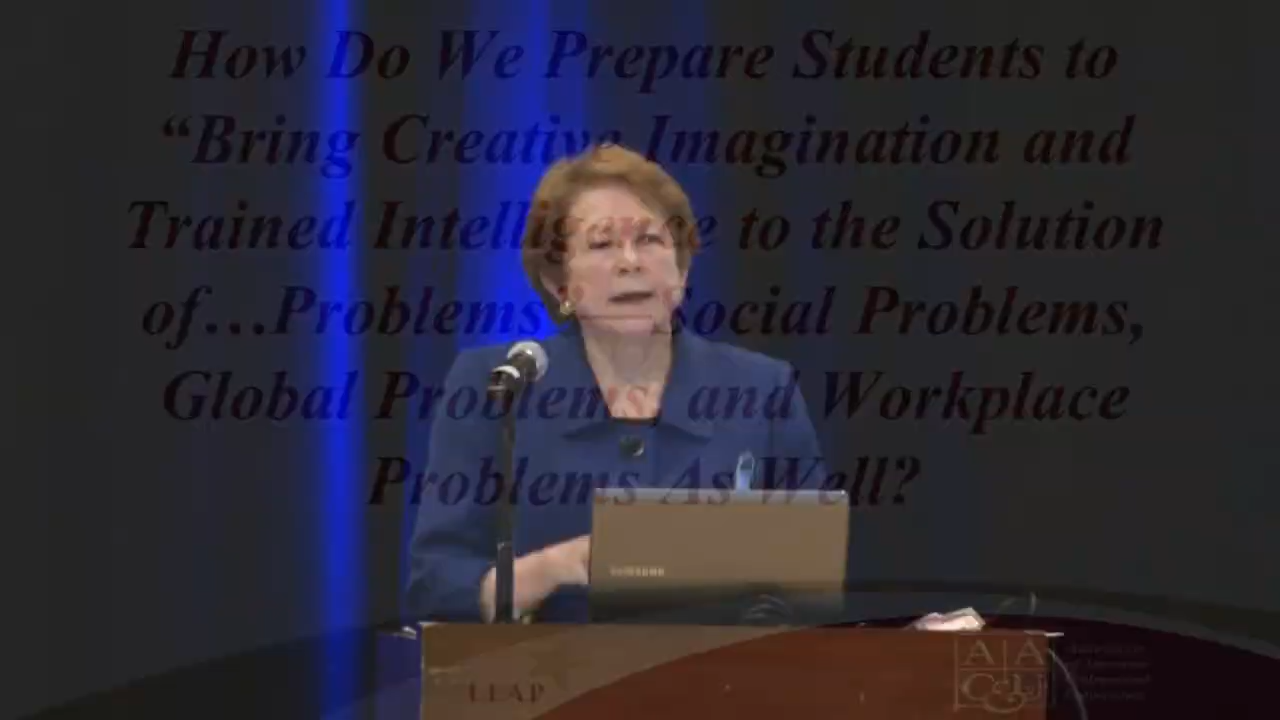 How Do We Prepare Students to
“Bring Creative Imagination and
Trained Intelligence to the Solution
of…Problems Social Problems,
Global Problems, and Workplace
Problems As Well?
SAMSUNG
LEAP
A A
C & U